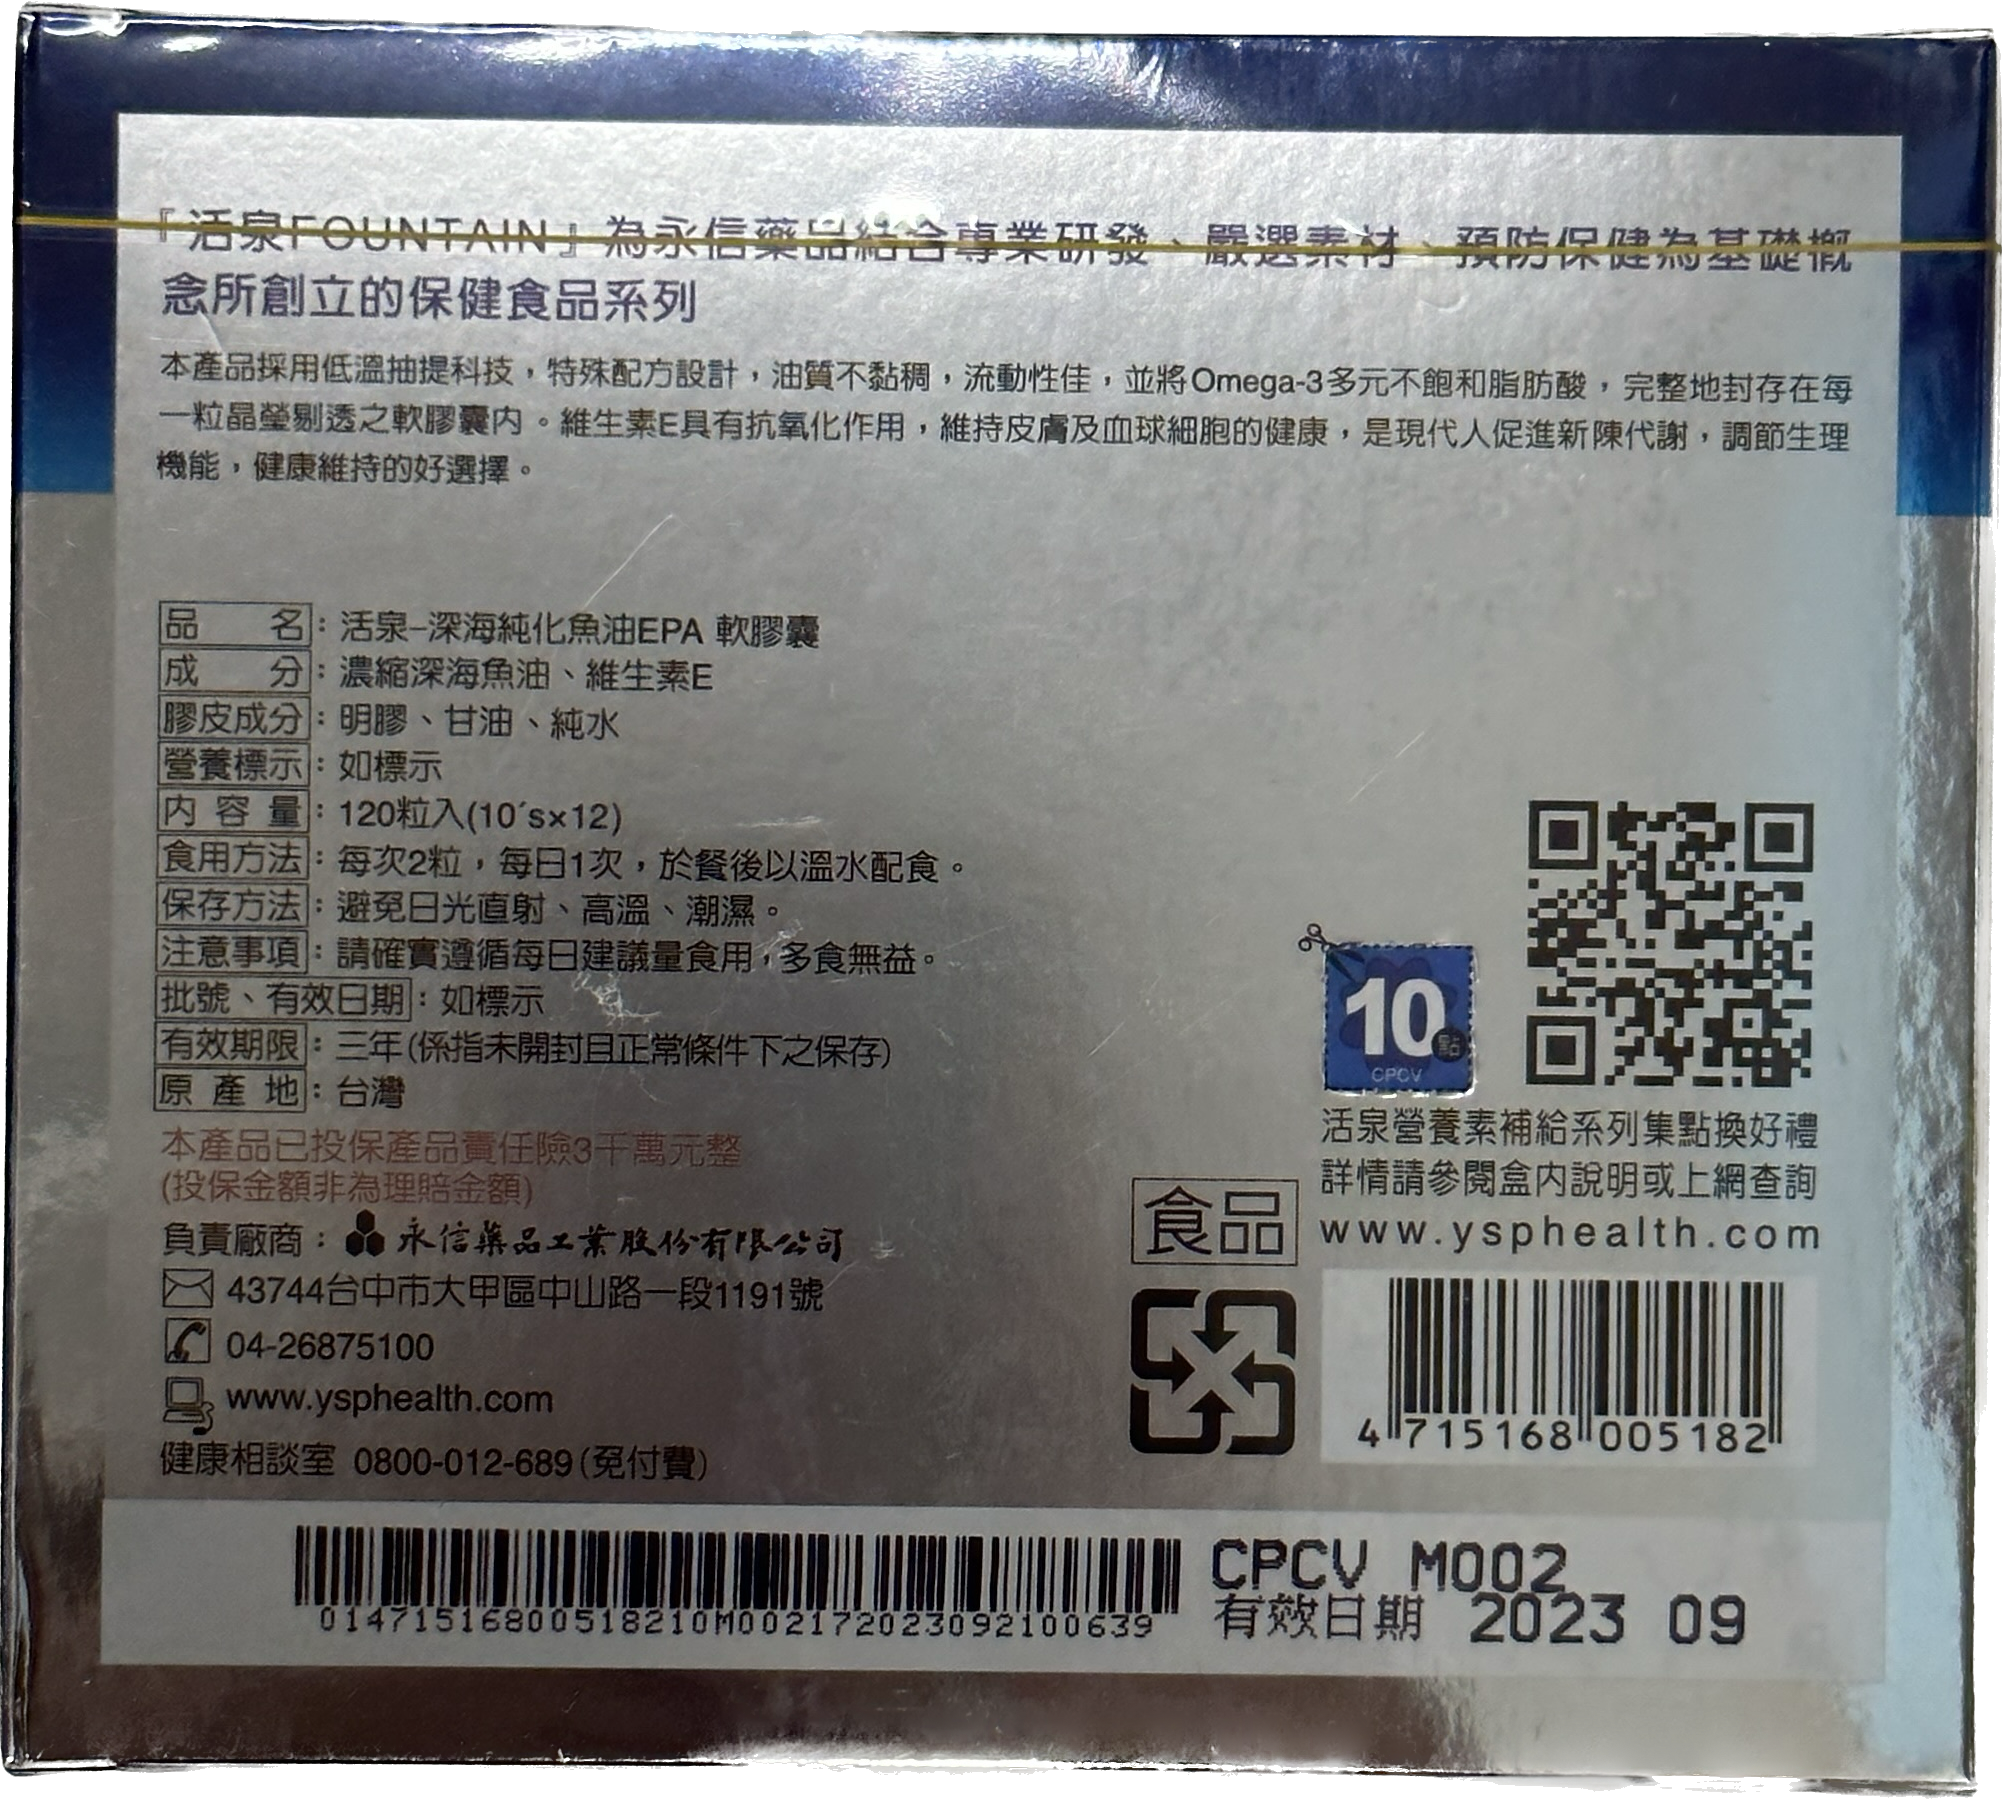 『活泉FOUNTAIN』為永信藥品結合專業研發、嚴選素材、預防保健為基礎概
念所創立的保健食品系列
本產品採用低溫抽提科技，特殊配方設計，油質不黏稠，流動性佳，並將Omega-3多元不飽和脂肪酸，完整地封存在每
一粒晶瑩剔透之軟膠囊內。維生素E具有抗氧化作用，維持皮膚及血球細胞的健康，是現代人促進新陳代謝，調節生理
機能，健康維持的好選擇。
品名：活泉–深海純化魚油EPA 軟膠囊
成分：濃縮深海魚油、維生素E
膠皮成分：明膠、甘油、純水
營養標示：如標示
內容量：120粒入(10´s×12)
食用方法：每次2粒，每日1次，於餐後以溫水配食。
保存方法：避免日光直射、高溫、潮濕。
注意事項：請確實遵循每日建議量食用，多食無益。
批號、有效日期：如標示
有效期限：三年(係指未開封且正常條件下之保存)
原產地：台灣
本產品已投保產品責任險3千萬元整
(投保金額非為理賠金額)
負責廠商：永信藥品工業股份有限公司
43744台中市大甲區中山路一段1191號
04-26875100
www.ysphealth.com
健康相談室 0800-012-689(免付費)
10點
CPCV
活泉營養素補給系列集點換好禮
詳情請參閱盒內說明或上網查詢
www.ysphealth.com
食品
4 715168 005182
01471516800518210M002172023092100639
CPCV M002
有效日期 2023 09